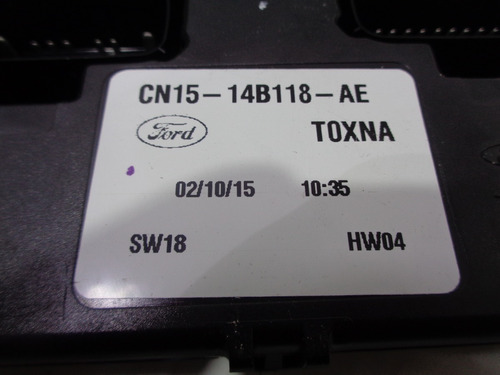 CN15-14B118-AE
Ford TOXNA
02/10/15 10:35
SW18 HW04